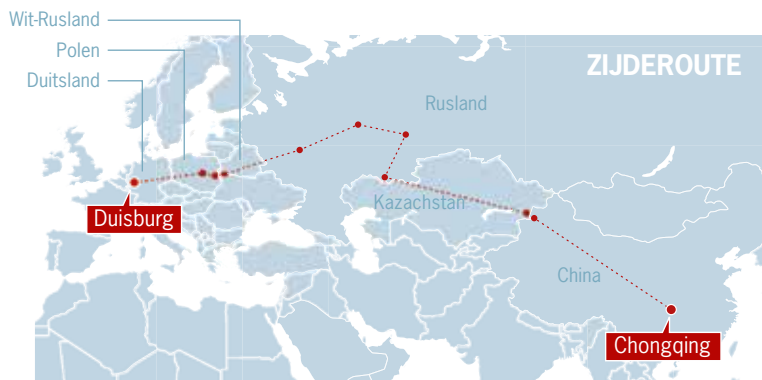 Wit-Rusland
Polen
Duitsland
ZIJDEROUTE
Rusland
Kazachstan
Duisburg
China
Chongqing